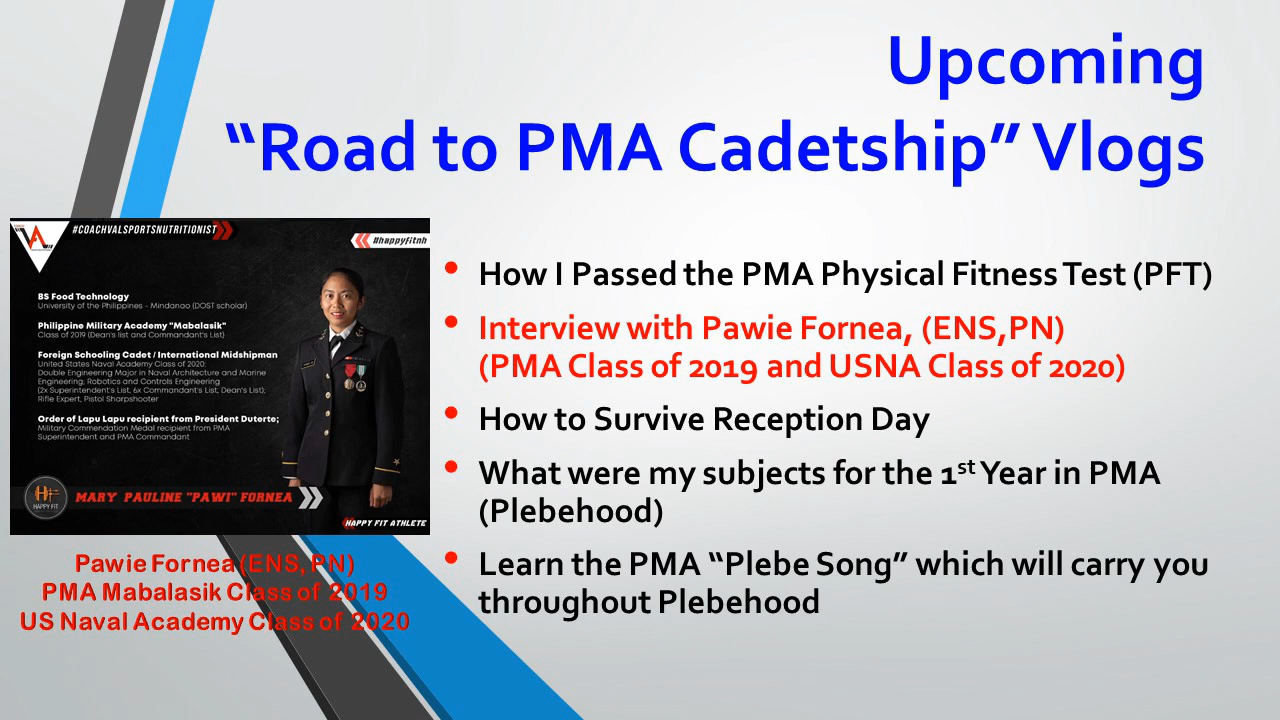 Upcoming
“Road to PMA Cadetship” Vlogs
#COACHVALSPORTSNUTRITIONIST
#happyfitnh
BS Food Technology
University of the Philippines - Mindanao (DOST scholar)
Philippine Military Academy "Mabalasik"
Class of 2019 (Dean's list and Commandant's List)
Foreign Schooling Cadet / International Midshipman
United States Naval Academy Class of 2020:
Double Engineering Major in Naval Architecture and Marine
Engineering; Robotics and Controls Engineering
(2x Superintendent's List, 6x Commandant's List, Dean's List);
Rifle Expert, Pistol Sharpshooter
Order of Lapu Lapu recipient from President Duterte;
Military Commendation Medal recipient from PMA
Superintendent and PMA Commandant
HAPPY FIT
MARY PAULINE "PAWI" FORNEA
HAPPY FIT ATHLETE
Pawie Fornea (ENS, PN)
PMA Mabalasik Class of 2019
US Naval Academy Class of 2020
• How I Passed the PMA Physical Fitness Test (PFT)
• Interview with Pawie Fornea, (ENS,PN)
(PMA Class of 2019 and USNA Class of 2020)
• How to Survive Reception Day
• What were my subjects for the 1st Year in PMA
(Plebehood)
• Learn the PMA “Plebe Song” which will carry you
throughout Plebehood